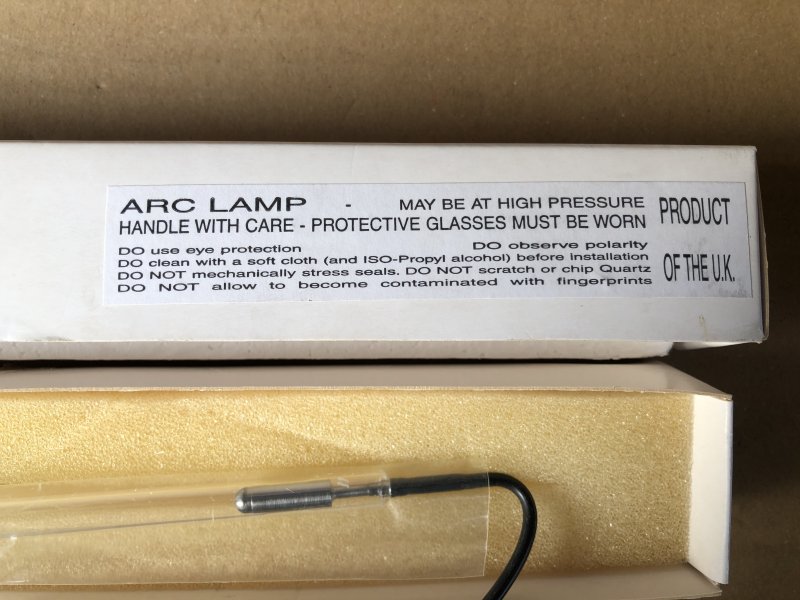 ARC LAMP - MAY BE AT HIGH PRESSURE
HANDLE WITH CARE - PROTECTIVE GLASSES MUST BE WORN
DO use eye protection DO observe polarity
DO clean with a soft cloth (and ISO-Propyl alcohol) before installation
DO NOT mechanically stress seals. DO NOT scratch or chip Quartz
DO NOT allow to become contaminated with fingerprints
PRODUCT
OF THE U.K.